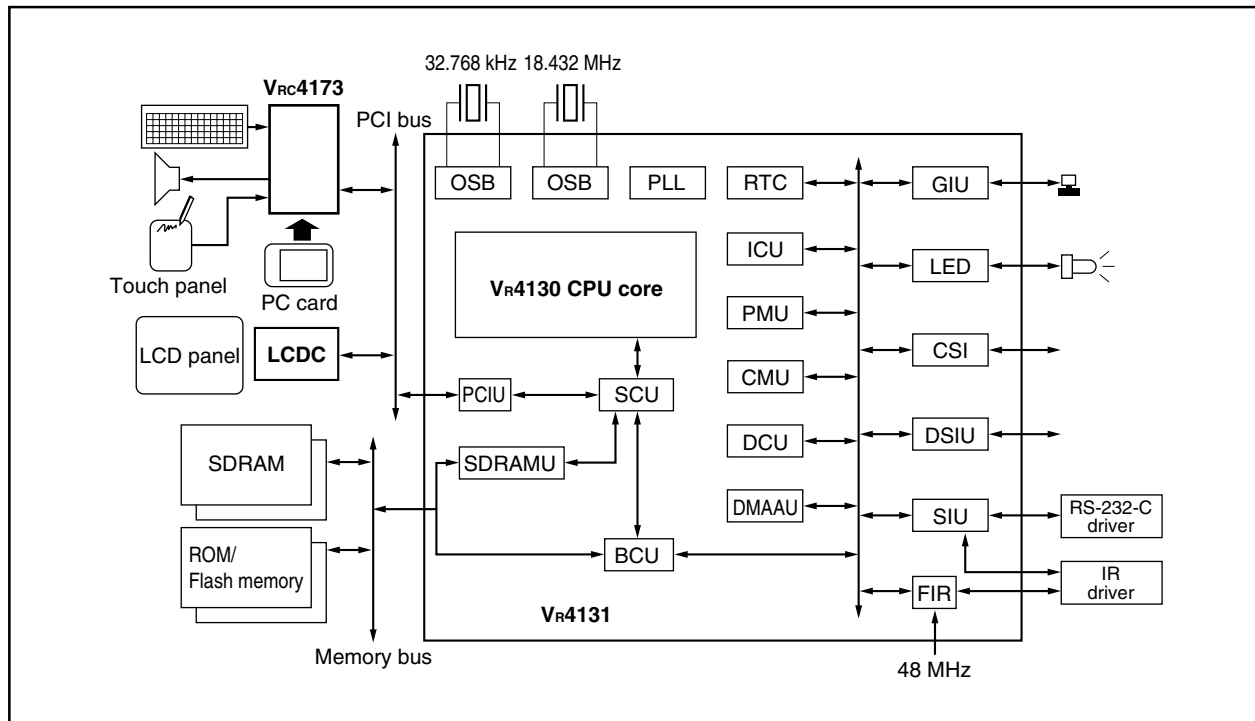 32.768 kHz
18.432 MHz
VRC4173
PCI bus
OSB
OSB
PLL
RTC
GIU
ICU
LED
Touch panel
PC card
VR4130 CPU core
PMU
CSI
LCD panel
LCDC
CMU
PCIU
SCU
SDRAM
SDRAMU
DCU
DSIU
DMAAU
SIU
RS-232-C
driver
ROM/
Flash memory
BCU
IR
driver
FIR
VR4131
Memory bus
48 MHz